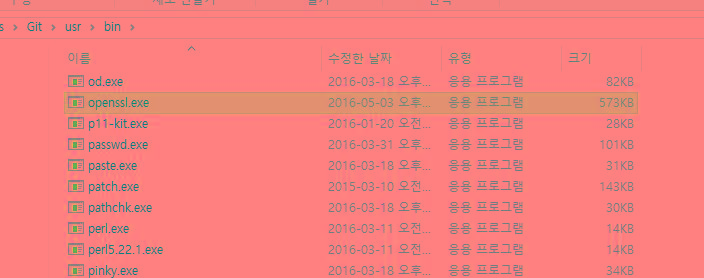 s › Git › usr › bin ›
이름 수정한 날짜 유형 크기
od.exe 2016-03-18 오후... 응용 프로그램 82KB
openssl.exe 2016-05-03 오후... 응용 프로그램 573KB
p11-kit.exe 2016-01-20 오전... 응용 프로그램 28KB
passwd.exe 2016-08-31 오후... 응용 프로그램 101KB
paste.exe 2016-03-18 오후... 응용 프로그램 31KB
patch.exe 2015-03-10 오전... 응용 프로그램 143KB
pathchk.exe 2016-03-18 오후... 응용 프로그램 30KB
perl.exe 2016-03-11 오전... 응용 프로그램 14KB
perl5.22.1.exe 2016-03-11 오전... 응용 프로그램 14KB
pinky.exe 2016-03-18 오후... 응용 프로그램 34KB